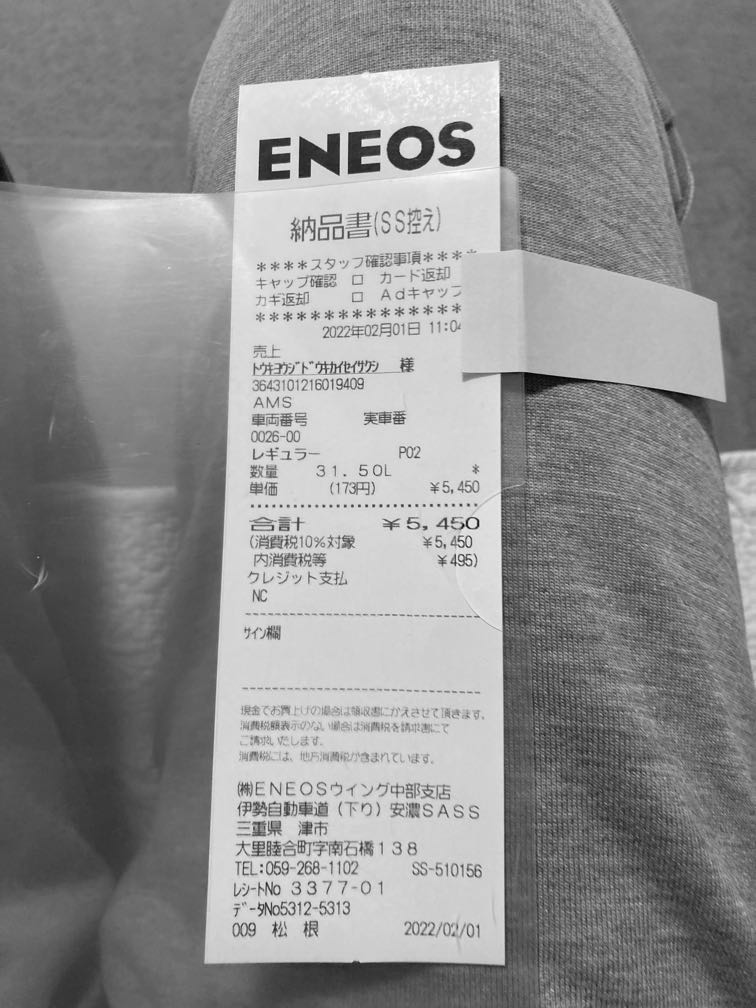 ENEOS
納品書(SS控え)
****スタッフ確認事項****
キャップ確認 □ カード返却
カギ返却 □ Adキャップ
***************
2022年02月01日 11:04
売上
トウキヨウジドウキカイセイサクシ 様
3643101216019409
AMS
車両番号 実車番
0026-00
レギュラー P02
数量 31.50L *
単価 (173円) ¥5,450
合計 ¥5,450
(消費税10%対象 ¥5,450
内消費税等 ¥495)
クレジット支払
NC
サイン欄
現金でお買上げの場合は領収書にかえさせて頂きます。
消費税額表示のない場合は消費税を請求書にて
ご請求いたします。
消費税には、地方消費税が含まれています。
(株)ENEOSウイング中部支店
伊勢自動車道(下り)安濃SASS
三重県 津市
大里睦合町字南石橋138
TEL:059-268-1102 SS-510156
レシートNo 3377-01
データNo5312-5313
009 松根 2022/02/01